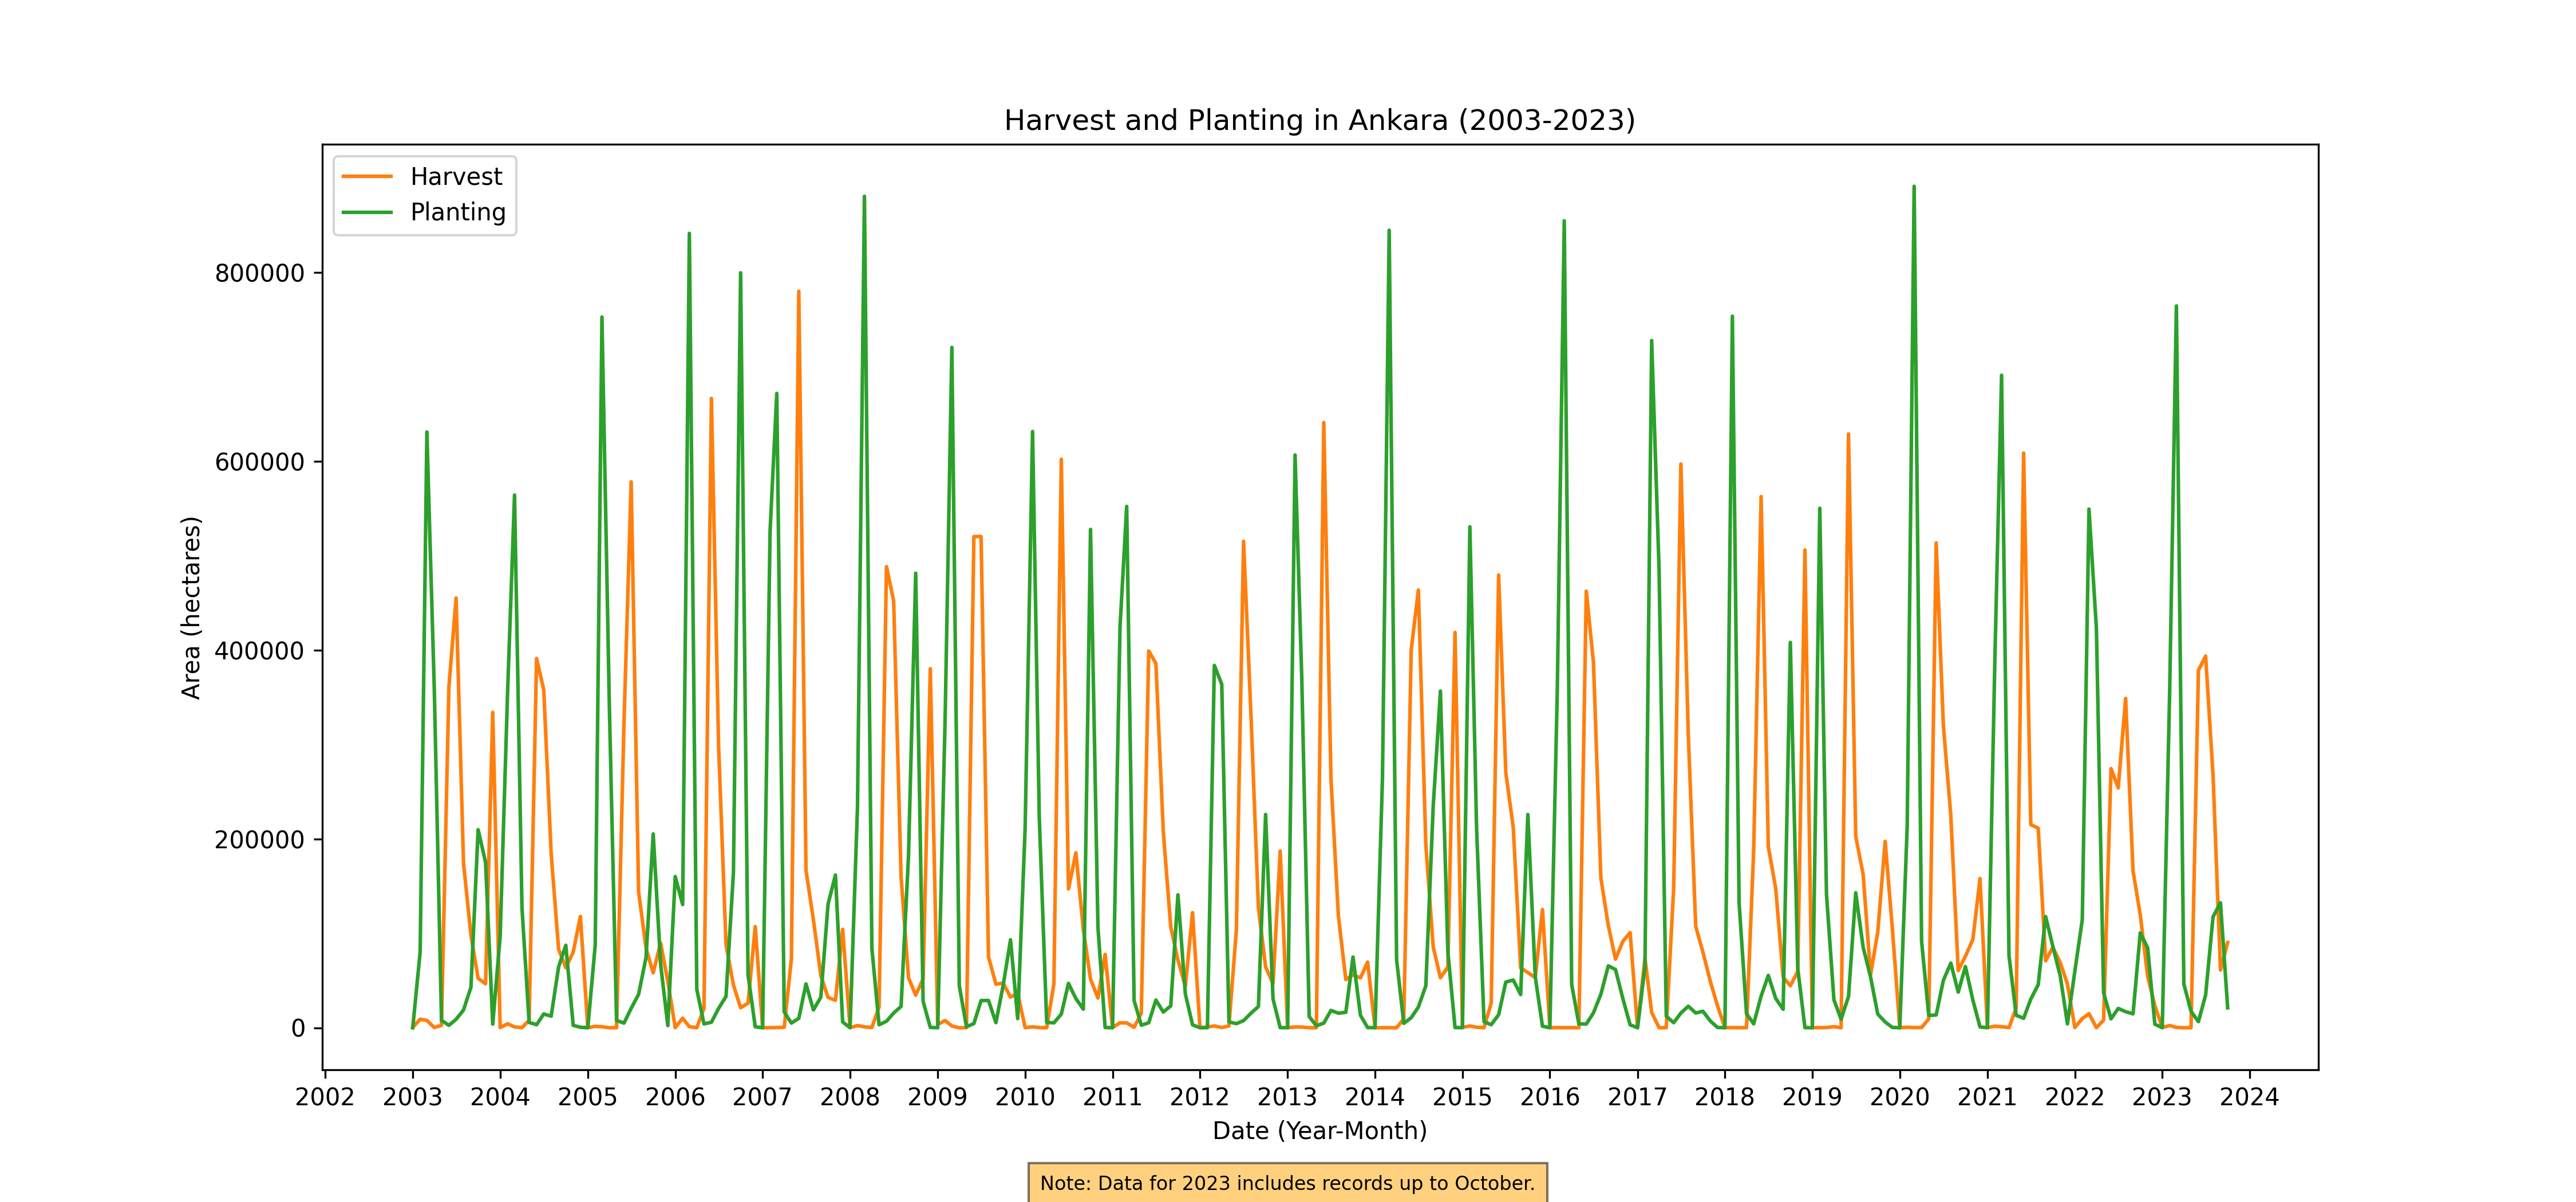 Harvest and Planting in Ankara (2003-2023)
Harvest
Planting
800000
600000
400000
200000
0
Area (hectares)
2002 2003 2004 2005 2006 2007 2008 2009 2010 2011 2012 2013 2014 2015 2016 2017 2018 2019 2020 2021 2022 2023 2024
Date (Year-Month)
Note: Data for 2023 includes records up to October.